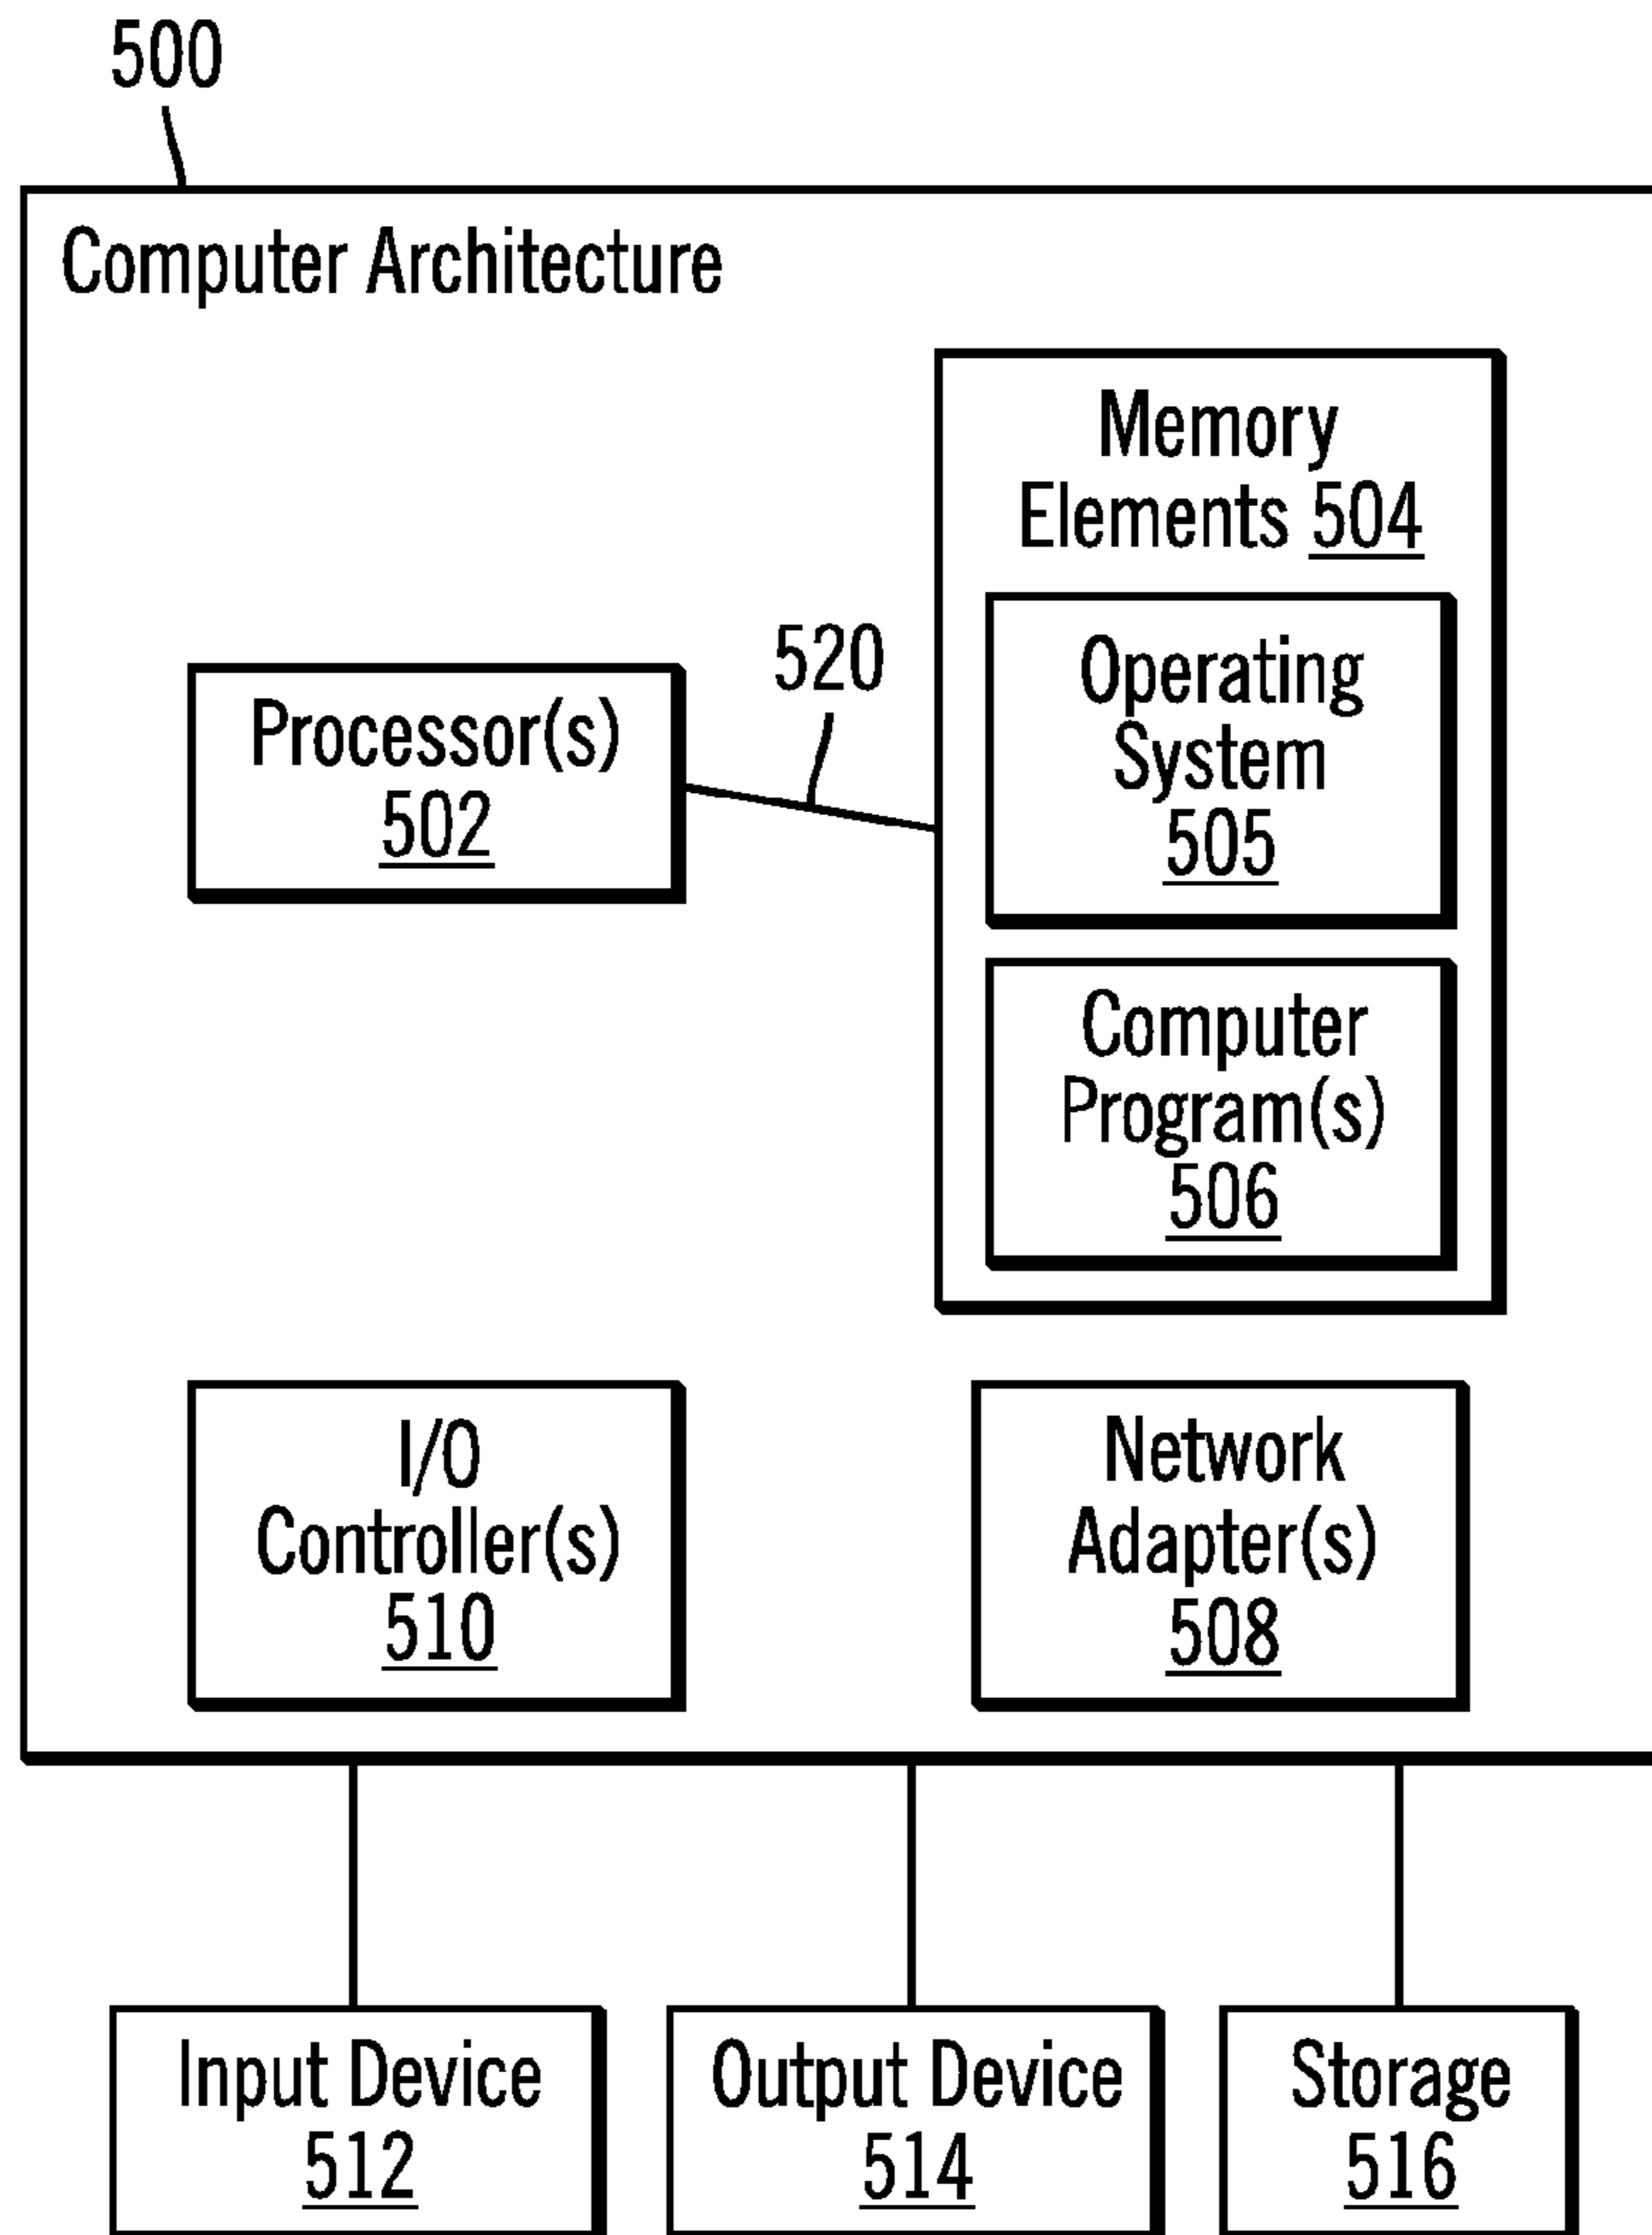 500
Computer Architecture
Memory
Elements 504
Operating
System
505
520
Processor(s)
502
Computer
Program(s)
506
I/O
Controller(s)
510
Network
Adapter(s)
508
Input Device
512
Output Device
514
Storage
516